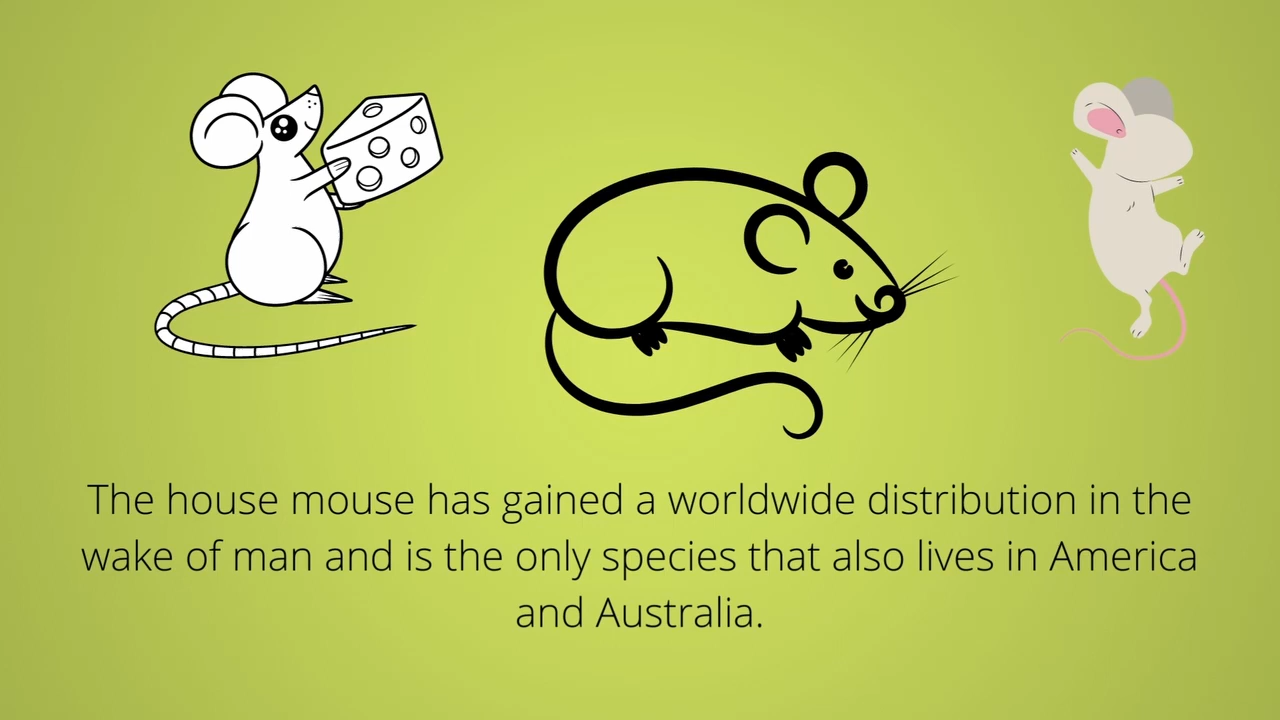 The house mouse has gained a worldwide distribution in the
wake of man and is the only species that also lives in America
and Australia.